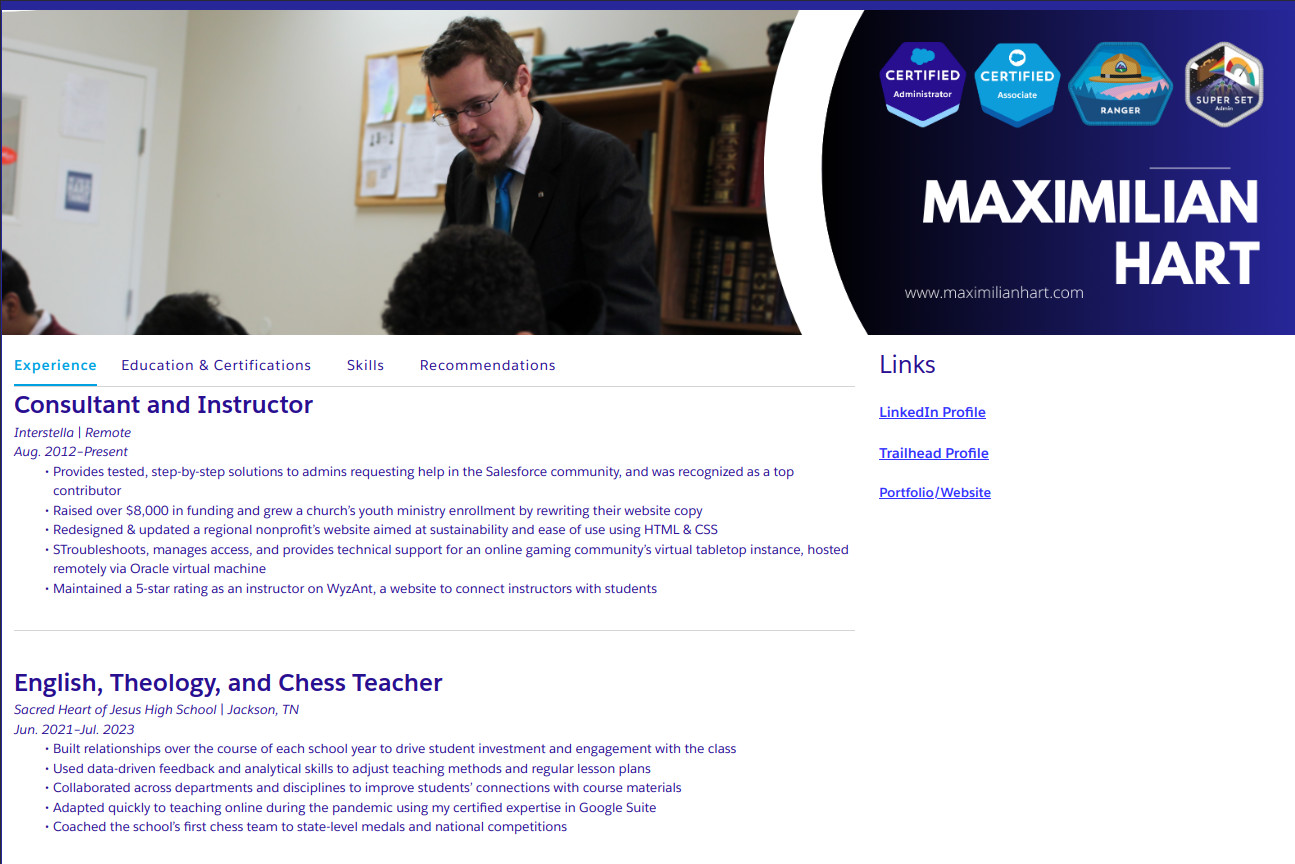 CERTIFIED
Administrator
CERTIFIED
Associate
RANGER
SUPER SET
Admin
MAXIMILIAN
HART
www.maximilianhart.com
Experience
Education & Certifications
Skills
Recommendations
Consultant and Instructor
Interstella | Remote
Aug. 2012–Present
• Provides tested, step-by-step solutions to admins requesting help in the Salesforce community, and was recognized as a top
contributor
• Raised over $8,000 in funding and grew a church’s youth ministry enrollment by rewriting their website copy
• Redesigned & updated a regional nonprofit’s website aimed at sustainability and ease of use using HTML & CSS
• STroubleshoots, manages access, and provides technical support for an online gaming community’s virtual tabletop instance, hosted
remotely via Oracle virtual machine
• Maintained a 5-star rating as an instructor on WyzAnt, a website to connect instructors with students
English, Theology, and Chess Teacher
Sacred Heart of Jesus High School | Jackson, TN
Jun. 2021–Jul. 2023
• Built relationships over the course of each school year to drive student investment and engagement with the class
• Used data-driven feedback and analytical skills to adjust teaching methods and regular lesson plans
• Collaborated across departments and disciplines to improve students’ connections with course materials
• Adapted quickly to teaching online during the pandemic using my certified expertise in Google Suite
• Coached the school’s first chess team to state-level medals and national competitions
Links
LinkedIn Profile
Trailhead Profile
Portfolio/Website